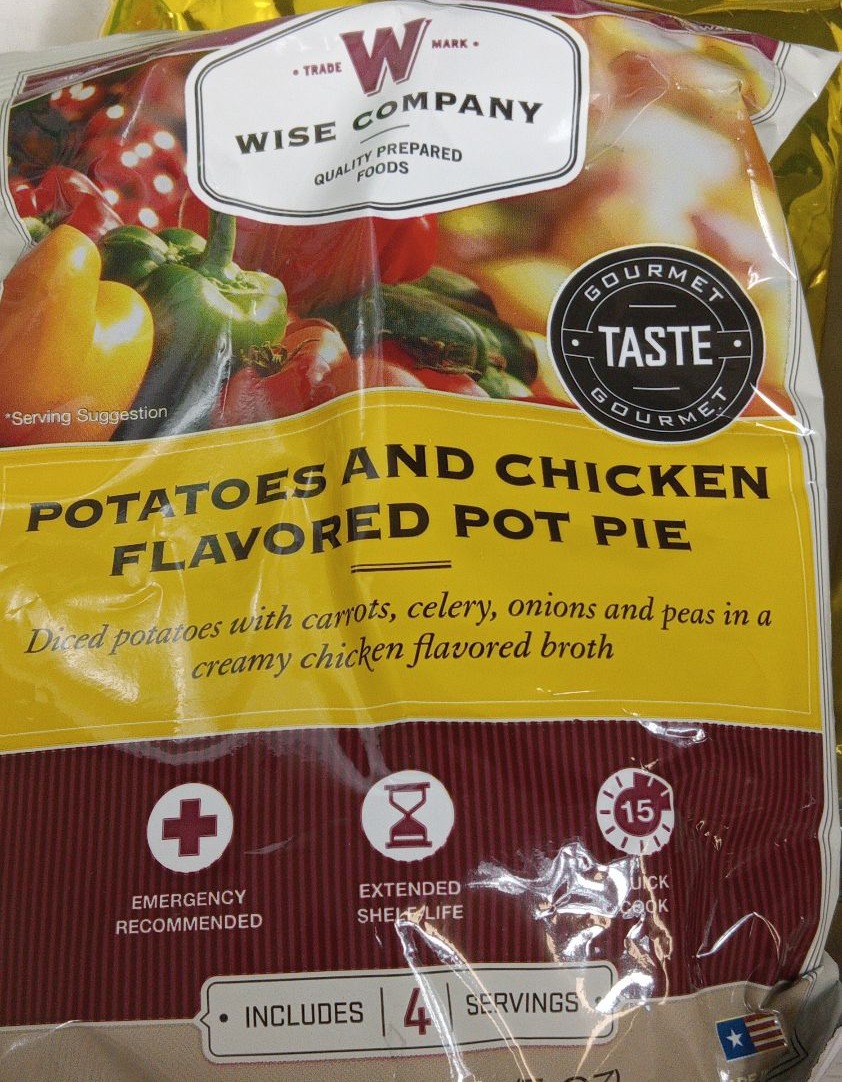 • TRADE W MARK •
WISE COMPANY
QUALITY PREPARED
FOODS
GOURMET
TASTE
GOURMET
*Serving Suggestion
POTATOES AND CHICKEN
FLAVORED POT PIE
Diced potatoes with carrots, celery, onions and peas in a
creamy chicken flavored broth
15
EMERGENCY
RECOMMENDED
EXTENDED
SHELF LIFE
UICK
COOK
• INCLUDES 4 SERVINGS •